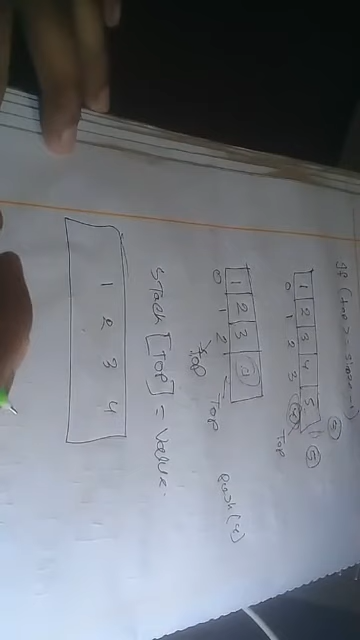 if (top >= size-1)
1 2 3 4 5
0 1 2 3 4
Top
5
1 2 3
0 1 2
Top
Top
push(4)
Stack [TOP] = Value.
1 2 3 4